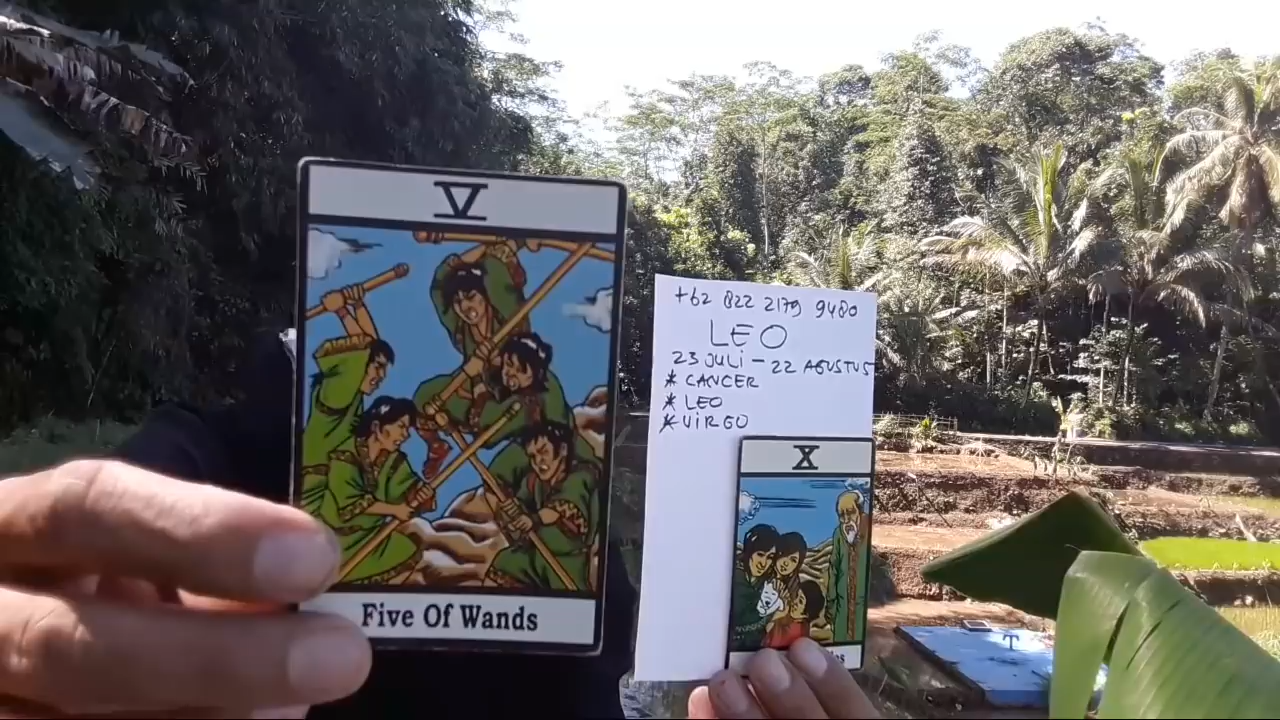 V
Five Of Wands
+62 822 2179 9480
LEO
23 JULI - 22 AGUSTUS
* CANCER
* LEO
* VIRGO
X